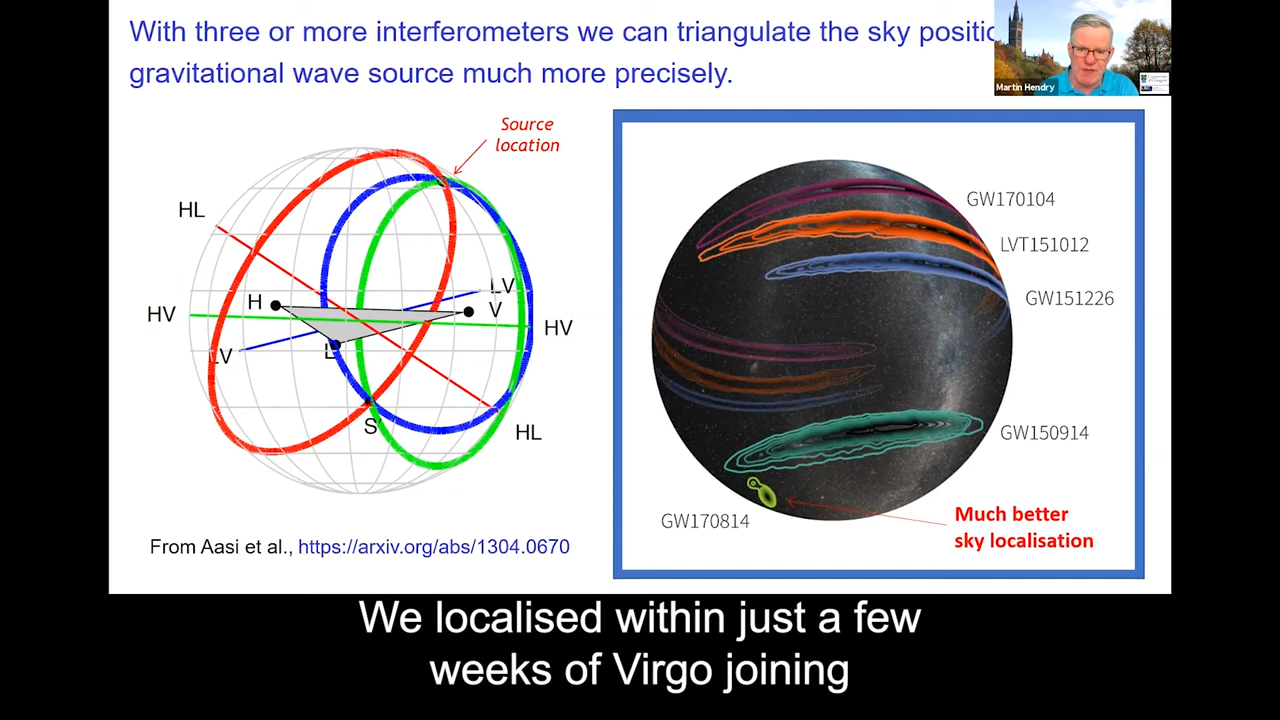 With three or more interferometers we can triangulate the sky
gravitational wave source much more precisely.
Martin Hendry
Source
location
HL
HV
LV
H
L
LV
V
HV
S
HL
From Aasi et al., https://arxiv.org/abs/1304.0670
GW170104
LVT151012
GW151226
GW150914
GW170814
Much better
sky localisation
We localised within just a few
weeks of Virgo joining